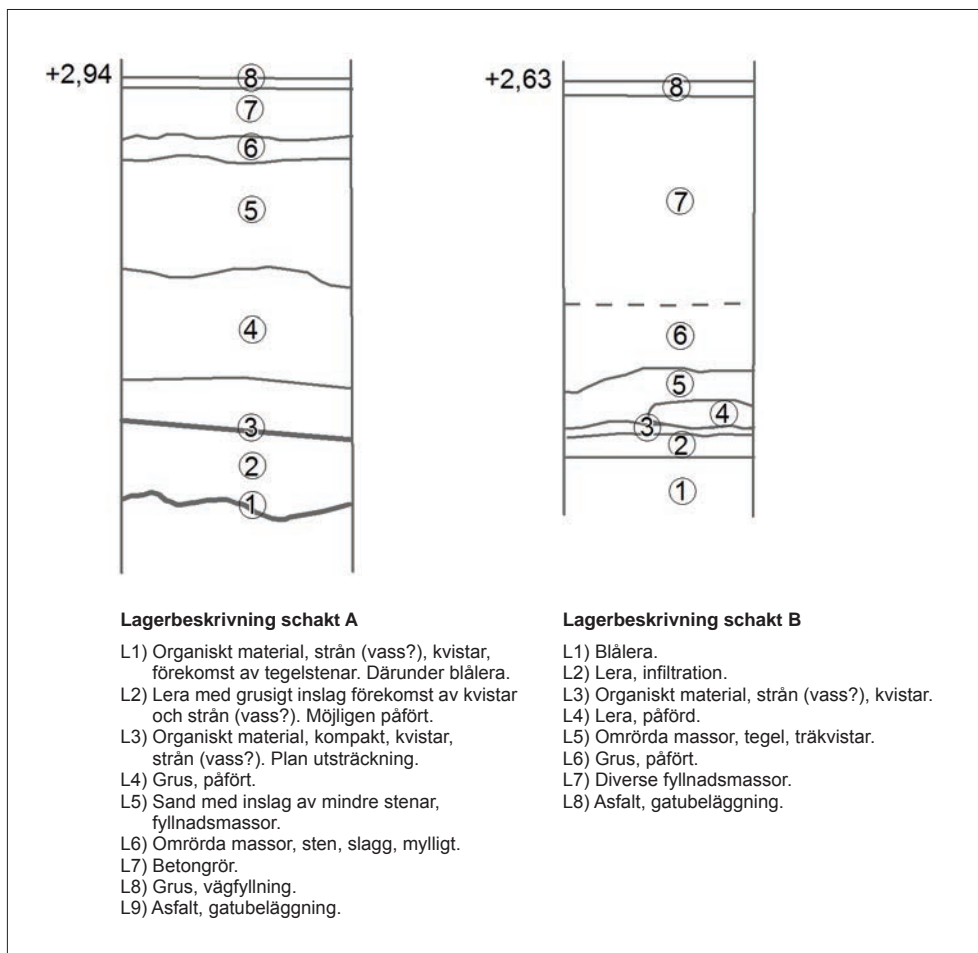 +2,94
8
7
6
5
4
3
2
1
+2,63
8
7
6
5
4
3
2
1
Lagerbeskrivning schakt A
L1) Organiskt material, strån (vass?), kvistar,
förekomst av tegelstenar. Därunder blålera.
L2) Lera med grusigt inslag förekomst av kvistar
och strån (vass?). Möjligen påfört.
L3) Organiskt material, kompakt, kvistar,
strån (vass?). Plan utsträckning.
L4) Grus, påfört.
L5) Sand med inslag av mindre stenar,
fyllnadsmassor.
L6) Omrörda massor, sten, slagg, mylligt.
L7) Betongrör.
L8) Grus, vägfyllning.
L9) Asfalt, gatubeläggning.
Lagerbeskrivning schakt B
L1) Blålera.
L2) Lera, infiltration.
L3) Organiskt material, strån (vass?), kvistar.
L4) Lera, påförd.
L5) Omrörda massor, tegel, träkvistar.
L6) Grus, påfört.
L7) Diverse fyllnadsmassor.
L8) Asfalt, gatubeläggning.